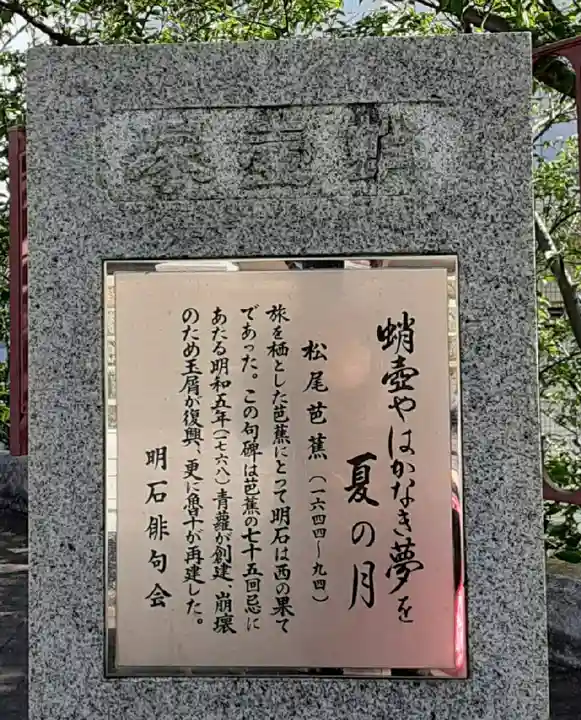 蛸壺塚
蛸壺やはかなき夢を
夏の月
松尾芭蕉(一六四四〜九四)
旅を栖とした芭蕉にとって明石は西の果て
であった。この句碑は芭蕉の七十五回忌に
あたる明和五年(一七六八)青蘿が創建、崩壊
のため玉屑が復興、更に魯十が再建した。
明石俳句会